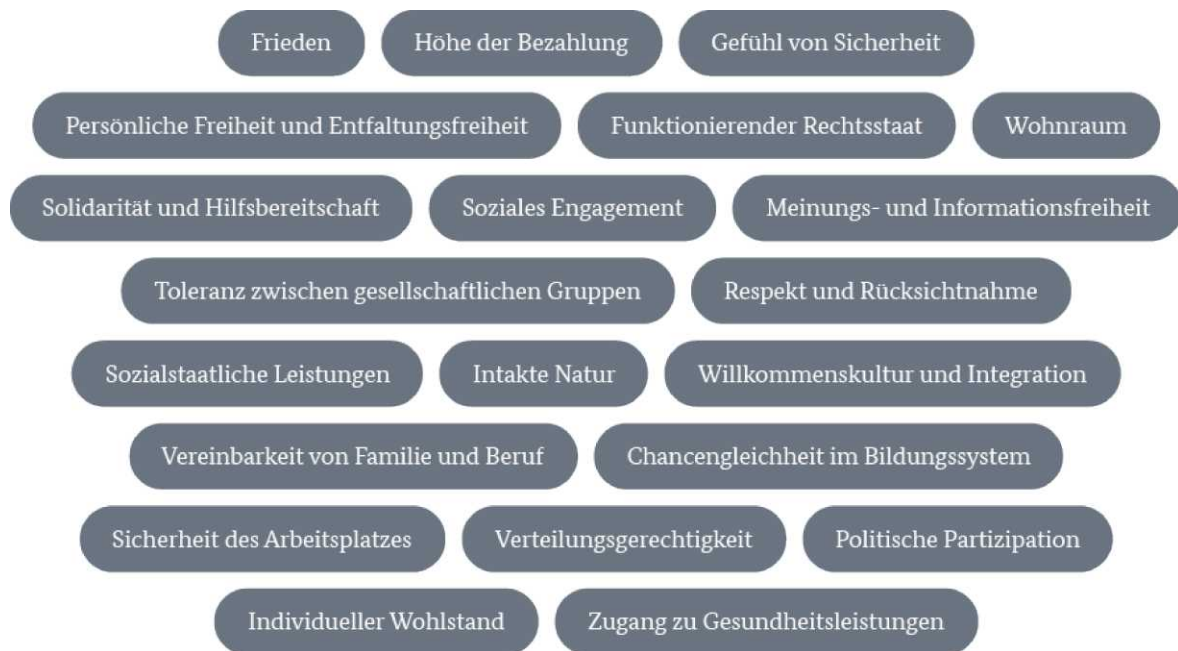 Frieden Höhe der Bezahlung Gefühl von Sicherheit
Persönliche Freiheit und Entfaltungsfreiheit Funktionierender Rechtsstaat Wohnraum
Solidarität und Hilfsbereitschaft Soziales Engagement Meinungs- und Informationsfreiheit
Toleranz zwischen gesellschaftlichen Gruppen Respekt und Rücksichtnahme
Sozialstaatliche Leistungen Intakte Natur Willkommenskultur und Integration
Vereinbarkeit von Familie und Beruf Chancengleichheit im Bildungssystem
Sicherheit des Arbeitsplatzes Verteilungsgerechtigkeit Politische Partizipation
Individueller Wohlstand Zugang zu Gesundheitsleistungen